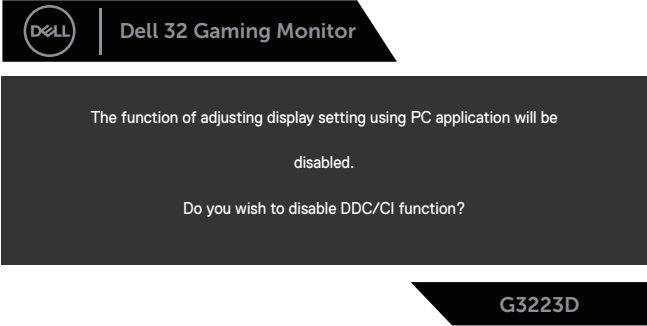 DELL
Dell 32 Gaming Monitor
The function of adjusting display setting using PC application will be
disabled.
Do you wish to disable DDC/CI function?
G3223D